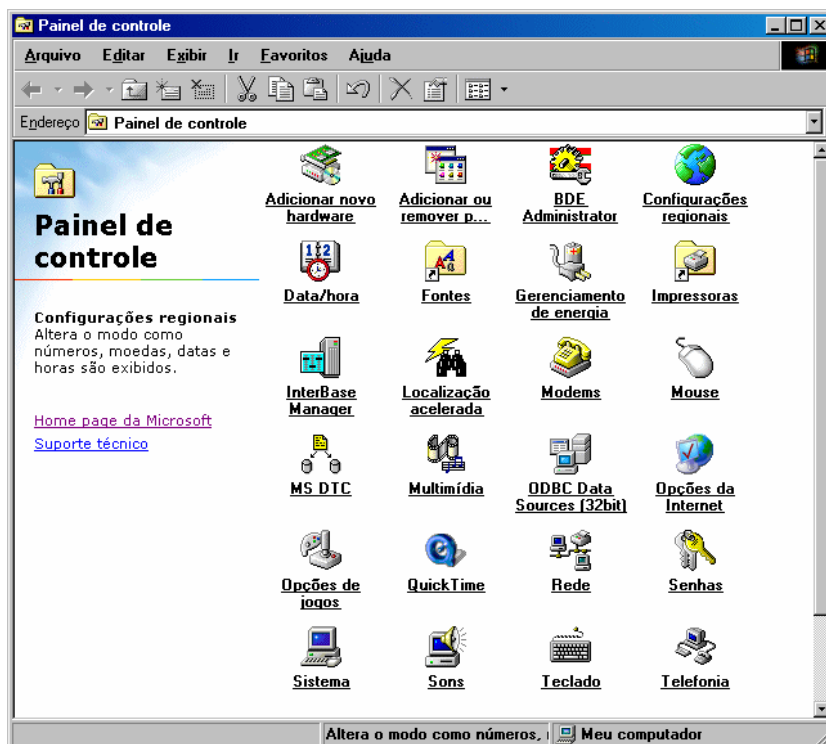 Painel de controle
Arquivo Editar Exibir Ir Favoritos Ajuda
Endereço Painel de controle
Painel de
controle
Configurações regionais
Altera o modo como
números, moedas, datas e
horas são exibidos.
Home page da Microsoft
Suporte técnico
Adicionar novo
hardware
Adicionar ou
remover p...
BDE
Administrator
Configurações
regionais
Data/hora
Fontes
Gerenciamento
de energia
Impressoras
InterBase
Manager
Localização
acelerada
Modems
Mouse
MS DTC
Multimídia
ODBC Data
Sources (32bit)
Opções da
Internet
Opções de
jogos
QuickTime
Rede
Senhas
Sistema
Sons
Teclado
Telefonia
Altera o modo como números,
Meu computador